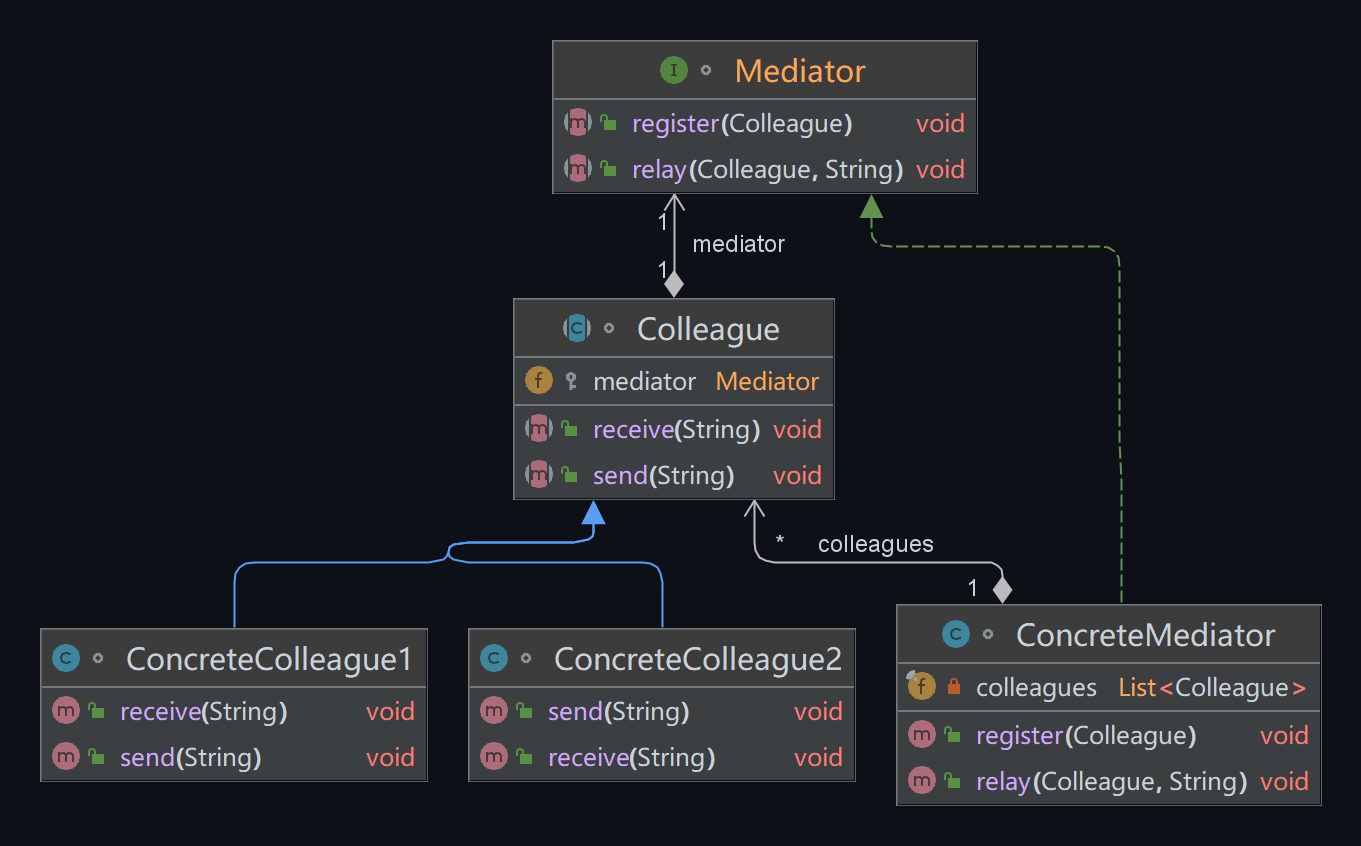 Mediator
register(Colleague) void
relay(Colleague, String) void
1
mediator
1
Colleague
mediator Mediator
receive(String) void
send(String) void
* colleagues
1
ConcreteColleague1
receive(String) void
send(String) void
ConcreteColleague2
send(String) void
receive(String) void
ConcreteMediator
colleagues List<Colleague>
register(Colleague) void
relay(Colleague, String) void